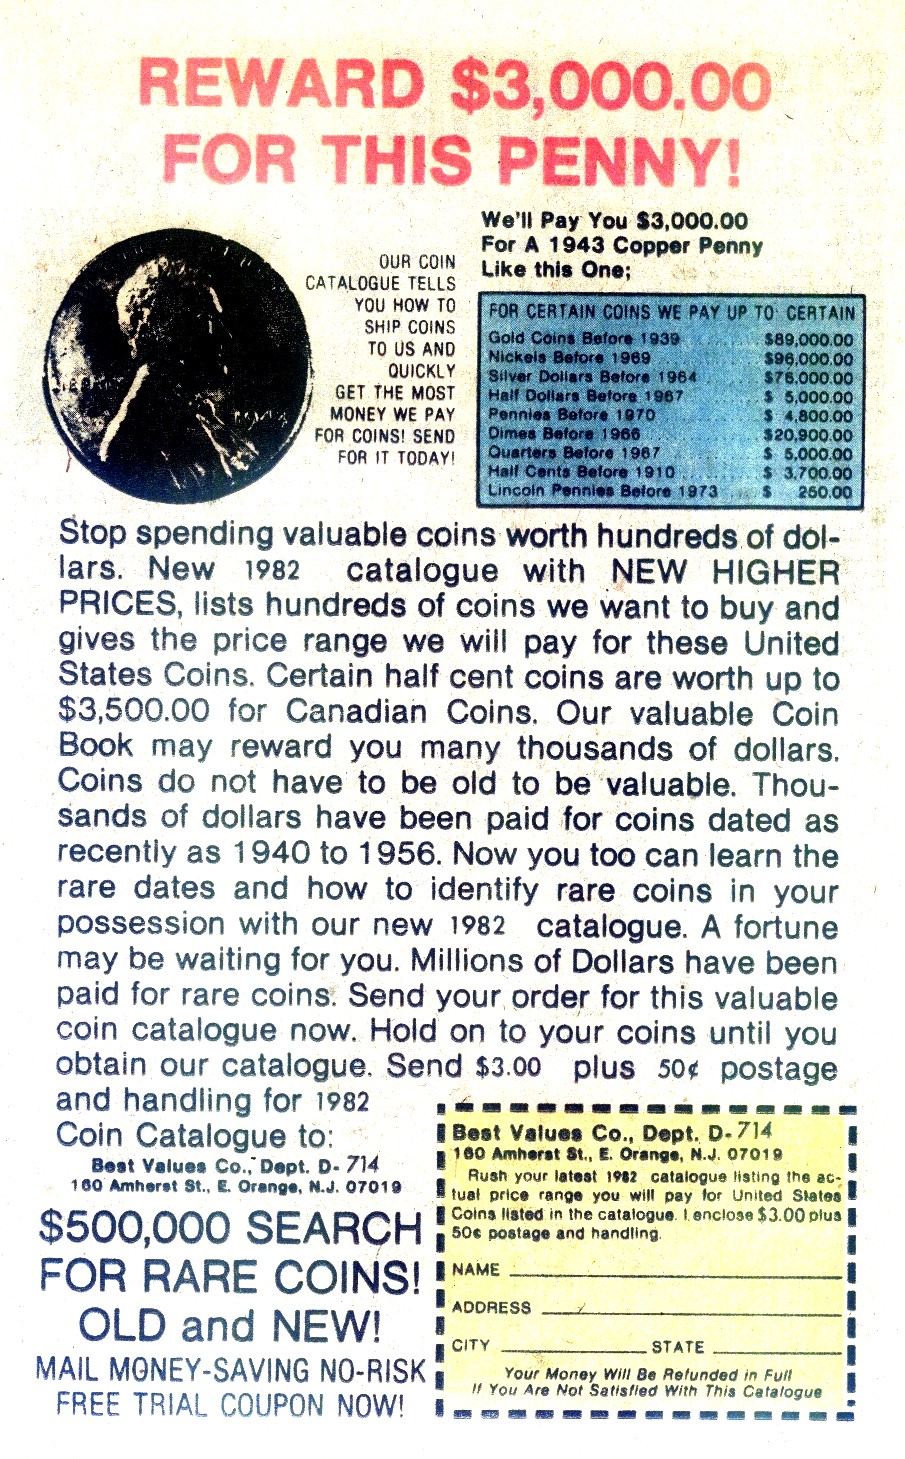 REWARD $3,000.00
FOR THIS PENNY!
We'll Pay You $3,000.00
For A 1943 Copper Penny
Like this One;
OUR COIN
CATALOGUE TELLS
YOU HOW TO
SHIP COINS
TO US AND
QUICKLY
GET THE MOST
MONEY WE PAY
FOR COINS! SEND
FOR IT TODAY!
FOR CERTAIN COINS WE PAY UP TO CERTAIN
Gold Coins Before 1939 ...... $89,000.00
Nickels Before 1969 ...... $96,000.00
Silver Dollars Before 1964 .... $76,000.00
Half Dollars Before 1967 ..... $ 5,000.00
Pennies Before 1970 ...... $ 4,800.00
Dimes Before 1966 ...... $20,900.00
Quarters Before 1967 ...... $ 5,000.00
Half Cents Before 1910 ..... $ 3,700.00
Lincoln Pennies Before 1973 ... $ 250.00
Stop spending valuable coins worth hundreds of dol-
lars. New 1982 catalogue with NEW HIGHER
PRICES, lists hundreds of coins we want to buy and
gives the price range we will pay for these United
States Coins. Certain half cent coins are worth up to
$3,500.00 for Canadian Coins. Our valuable Coin
Book may reward you many thousands of dollars.
Coins do not have to be old to be valuable. Thou-
sands of dollars have been paid for coins dated as
recently as 1940 to 1956. Now you too can learn the
rare dates and how to identify rare coins in your
possession with our new 1982 catalogue. A fortune
may be waiting for you. Millions of Dollars have been
paid for rare coins. Send your order for this valuable
coin catalogue now. Hold on to your coins until you
obtain our catalogue. Send $3.00 plus 50¢ postage
and handling for 1982
Coin Catalogue to:
Best Values Co., Dept. D- 714
160 Amherst St., E. Orange, N.J. 07019
$500,000 SEARCH
FOR RARE COINS!
OLD and NEW!
MAIL MONEY-SAVING NO-RISK
FREE TRIAL COUPON NOW!
Best Values Co., Dept. D- 714
160 Amherst St., E. Orange, N.J. 07019
Rush your latest 1982 catalogue listing the ac-
tual price range you will pay for United States
Coins listed in the catalogue. I enclose $3.00 plus
50¢ postage and handling.
NAME
ADDRESS
CITY STATE
Your Money Will Be Refunded in Full
If You Are Not Satisfied With This Catalogue